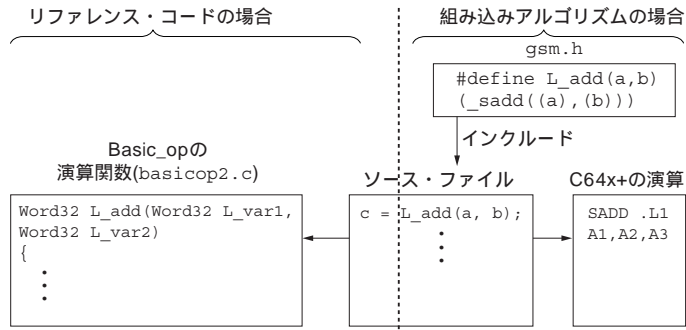 リファレンス・コードの場合
組み込みアルゴリズムの場合
gsm.h
#define L_add(a,b)
(_sadd((a),(b)))
インクルード
Basic_opの
演算関数(basicop2.c)
ソース・ファイル
C64x+の演算
Word32 L_add(Word32 L_var1,
Word32 L_var2)
{
c = L_add(a, b);
SADD .L1
A1,A2,A3